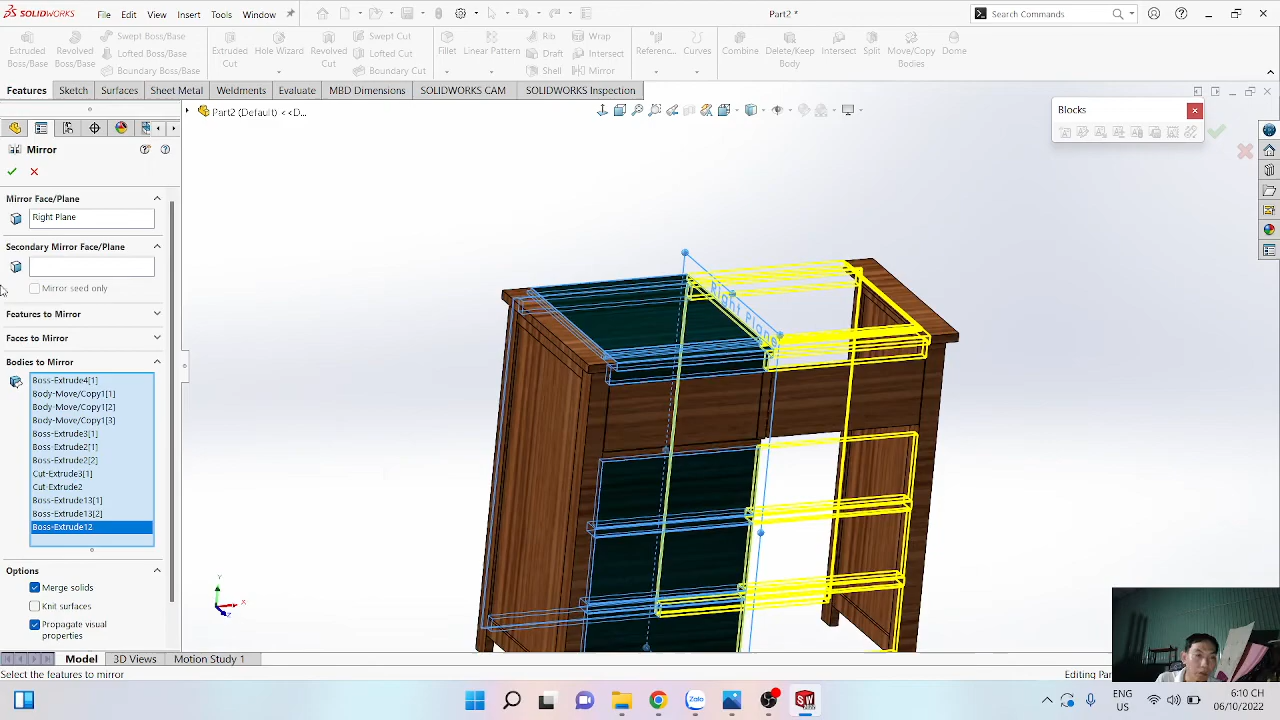 SOLIDWORKS File Edit View Insert Tools Window Part2 * Search Commands
Extruded Boss/Base Revolved Boss/Base Swept Boss/Base Lofted Boss/Base Boundary Boss/Base Extruded Cut Hole Wizard Revolved Cut Swept Cut Lofted Cut Boundary Cut Fillet Linear Pattern Rib Draft Shell Wrap Intersect Mirror Referenc... Curves Combine Delete/Keep Body Intersect Split Move/Copy Bodies Dome
Features Sketch Surfaces Sheet Metal Weldments Evaluate MBD Dimensions SOLIDWORKS CAM SOLIDWORKS Inspection
Part2 (Default) < <D...
Blocks
Mirror
Mirror Face/Plane
Right Plane
Secondary Mirror Face/Plane
Mirror seed only
Features to Mirror
Faces to Mirror
Bodies to Mirror
Boss-Extrude4[1]
Body-Move/Copy1[1]
Body-Move/Copy1[2]
Body-Move/Copy1[3]
Boss-Extrude3[1]
Boss-Extrude2[1]
Boss-Extrude2[2]
Cut-Extrude3[1]
Cut-Extrude2
Boss-Extrude13[1]
Boss-Extrude13[2]
Boss-Extrude12
Options
Merge solids
Knit surfaces
Propagate visual properties
Right Plane
Y
X
Z
Model 3D Views Motion Study 1
Select the features to mirror
Editing Par
Zalo
SW
ENG
US
6:10 CH
06/10/2022